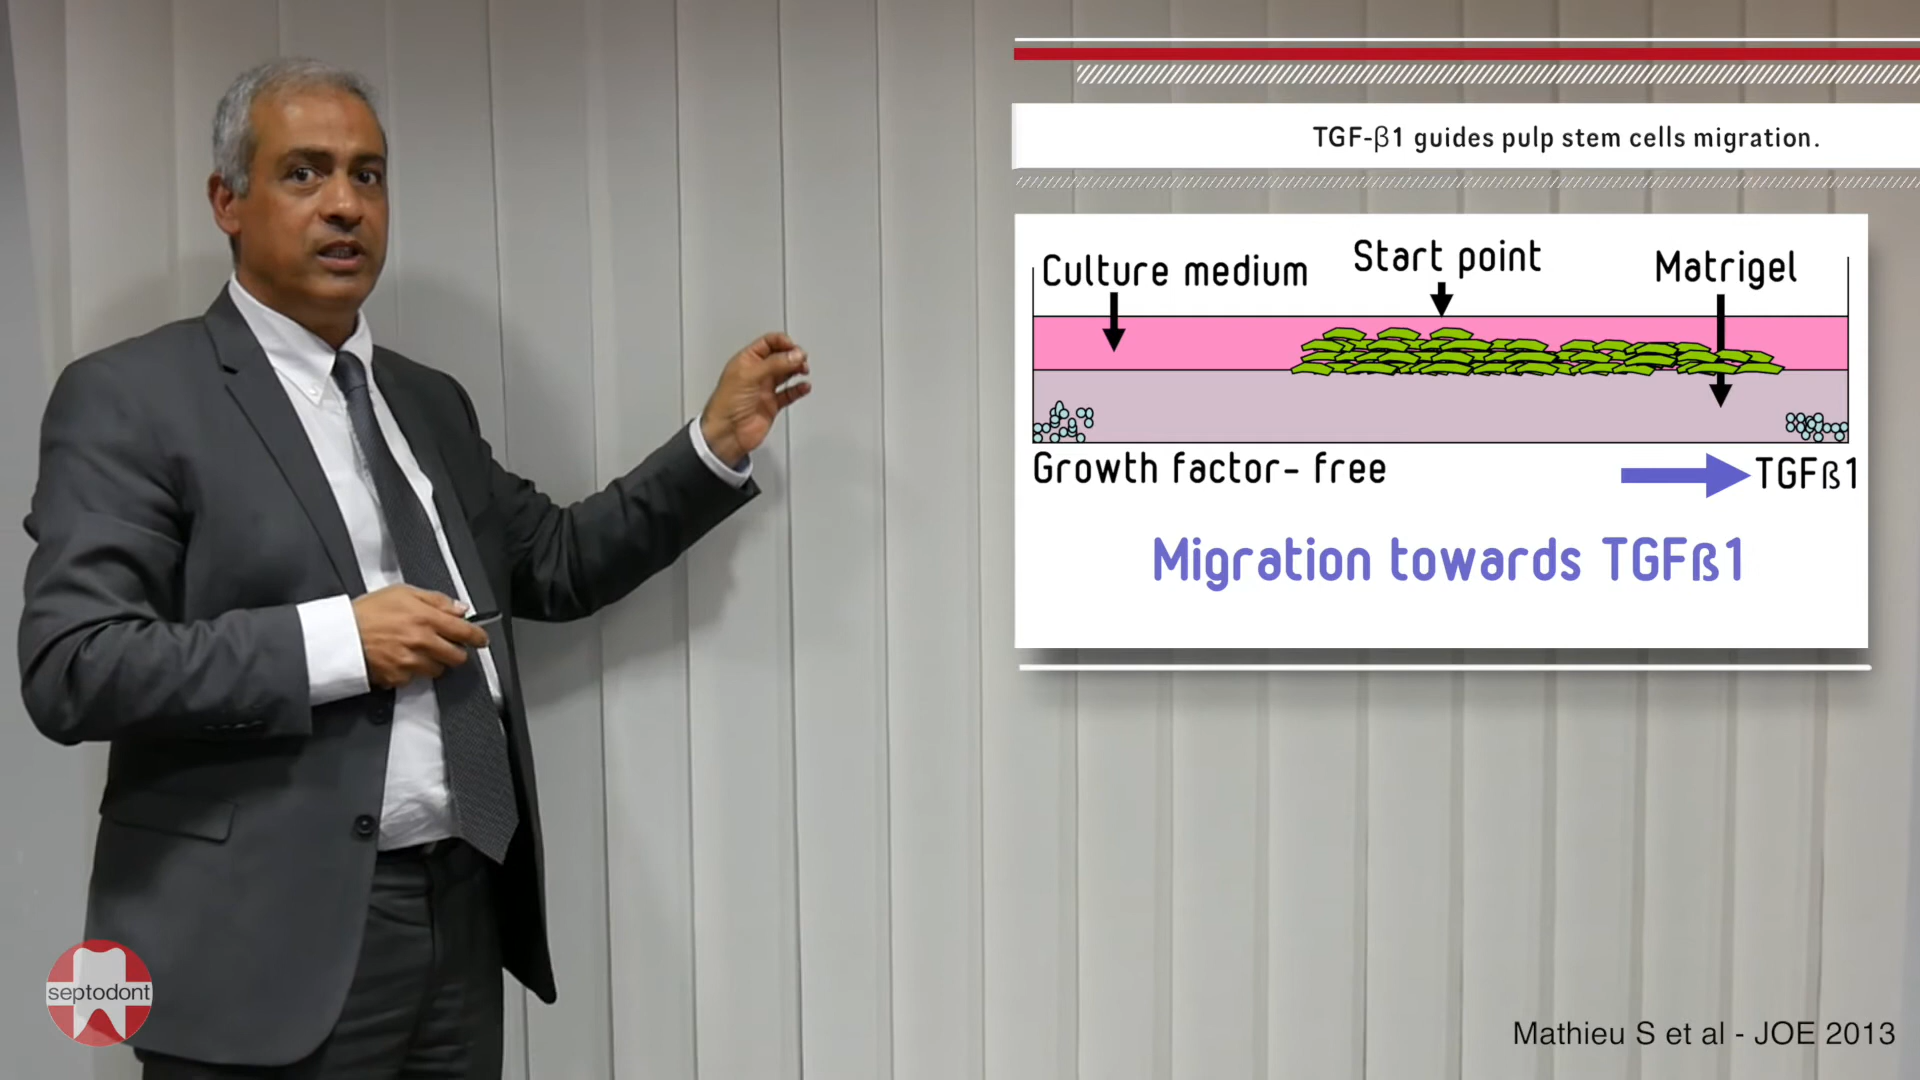 TGF-β1 guides pulp stem cells migration.
Culture medium
Start point
Matrigel
Growth factor- free
TGFß1
Migration towards TGFß1
septodont
Mathieu S et al - JOE 2013